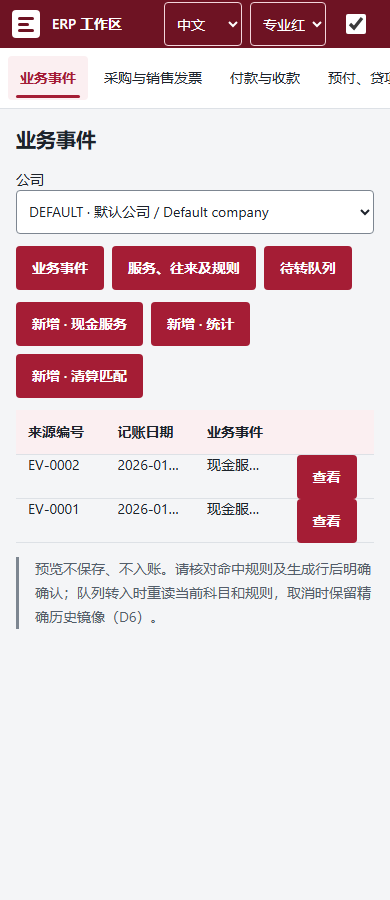 ERP 工作区 中文 专业红
业务事件 采购与销售发票 付款与收款 预付、贷
业务事件
公司
DEFAULT · 默认公司 / Default company
业务事件 服务、往来及规则 待转队列
新增 · 现金服务 新增 · 统计
新增 · 清算匹配
来源编号 记账日期 业务事件
EV-0002 2026-01... 现金服... 查看
EV-0001 2026-01... 现金服... 查看
预览不保存、不入账。请核对命中规则及生成行后明确
确认；队列转入时重读当前科目和规则，取消时保留精
确历史镜像（D6）。